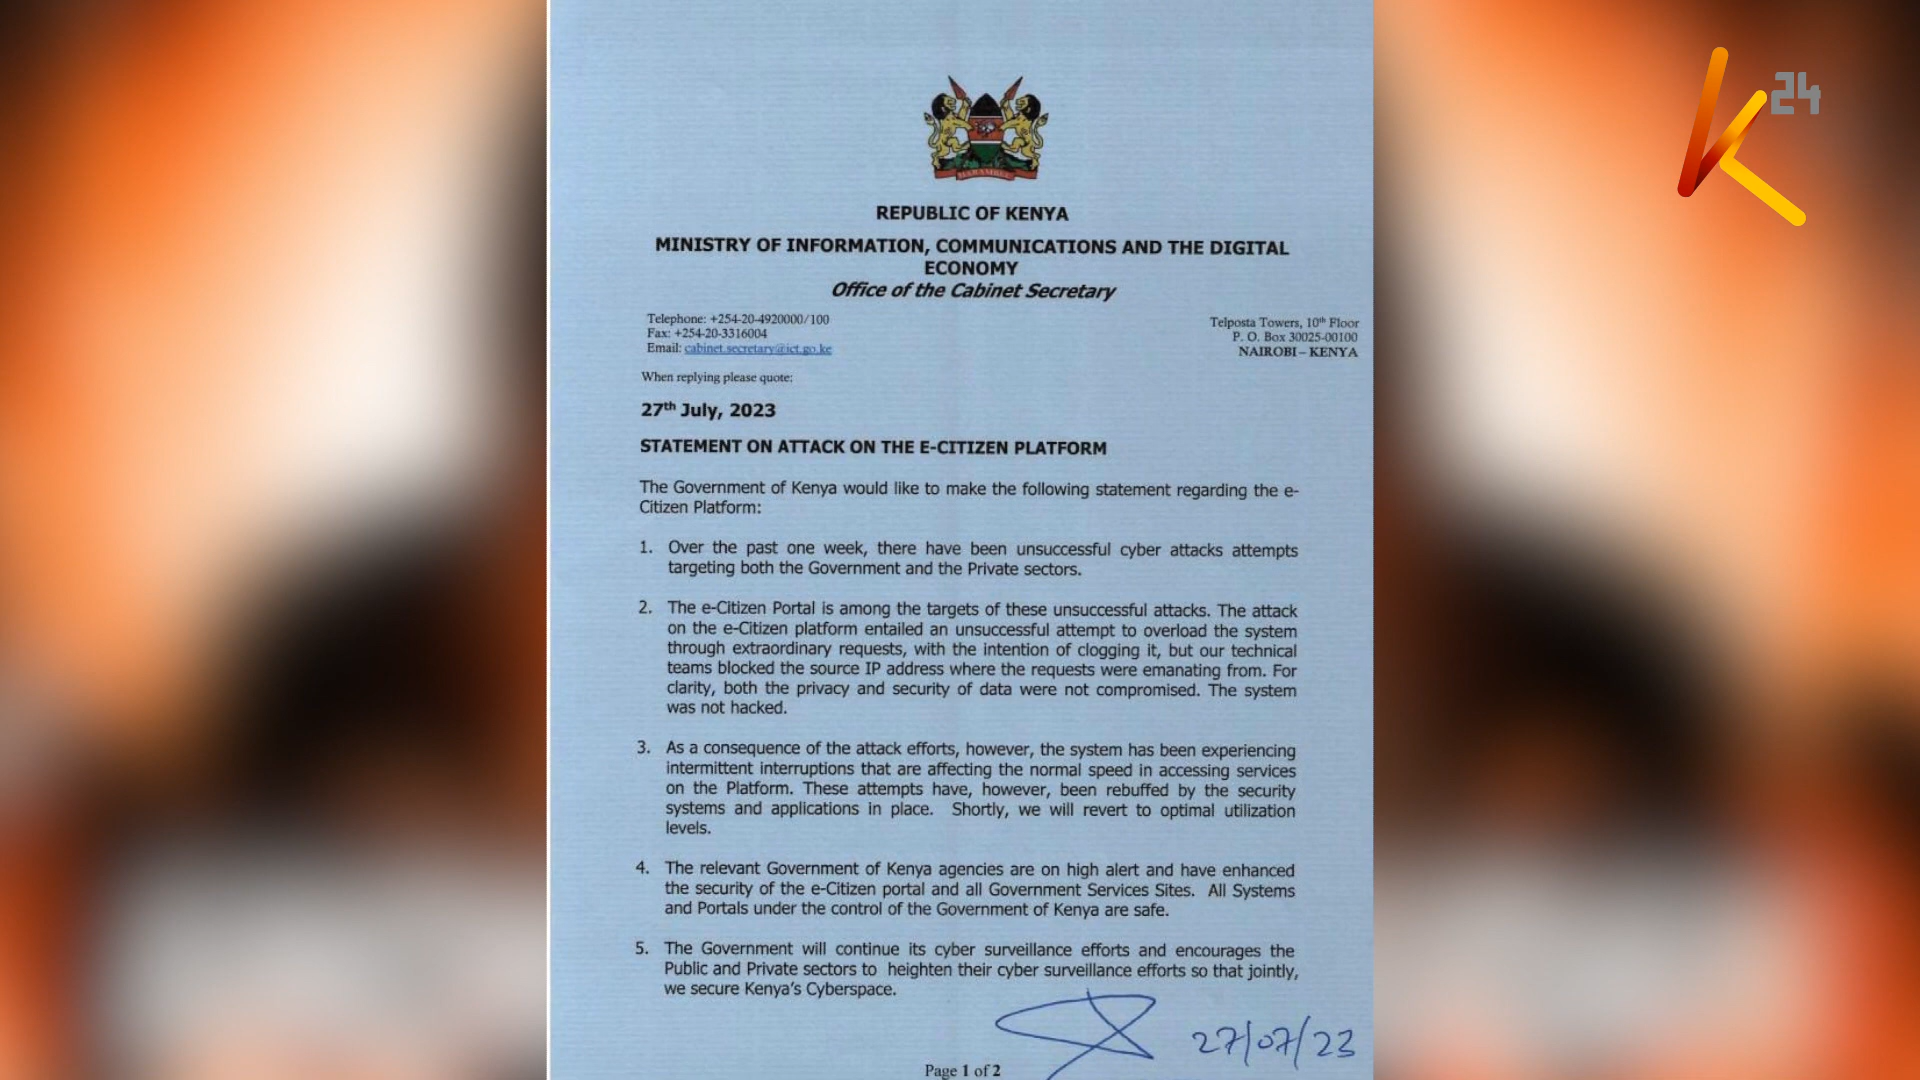 K24
HARAMBEE
REPUBLIC OF KENYA
MINISTRY OF INFORMATION, COMMUNICATIONS AND THE DIGITAL
ECONOMY
Office of the Cabinet Secretary
Telephone: +254-20-4920000/100
Fax: +254-20-3316004
Email: cabinet.secretary@ict.go.ke
Telposta Towers, 10th Floor
P. O. Box 30025-00100
NAIROBI – KENYA
When replying please quote:
27th July, 2023
STATEMENT ON ATTACK ON THE E-CITIZEN PLATFORM
The Government of Kenya would like to make the following statement regarding the e-
Citizen Platform:
1. Over the past one week, there have been unsuccessful cyber attacks attempts
targeting both the Government and the Private sectors.
2. The e-Citizen Portal is among the targets of these unsuccessful attacks. The attack
on the e-Citizen platform entailed an unsuccessful attempt to overload the system
through extraordinary requests, with the intention of clogging it, but our technical
teams blocked the source IP address where the requests were emanating from. For
clarity, both the privacy and security of data were not compromised. The system
was not hacked.
3. As a consequence of the attack efforts, however, the system has been experiencing
intermittent interruptions that are affecting the normal speed in accessing services
on the Platform. These attempts have, however, been rebuffed by the security
systems and applications in place. Shortly, we will revert to optimal utilization
levels.
4. The relevant Government of Kenya agencies are on high alert and have enhanced
the security of the e-Citizen portal and all Government Services Sites. All Systems
and Portals under the control of the Government of Kenya are safe.
5. The Government will continue its cyber surveillance efforts and encourages the
Public and Private sectors to heighten their cyber surveillance efforts so that jointly,
we secure Kenya's Cyberspace.
27/07/23
Page 1 of 2